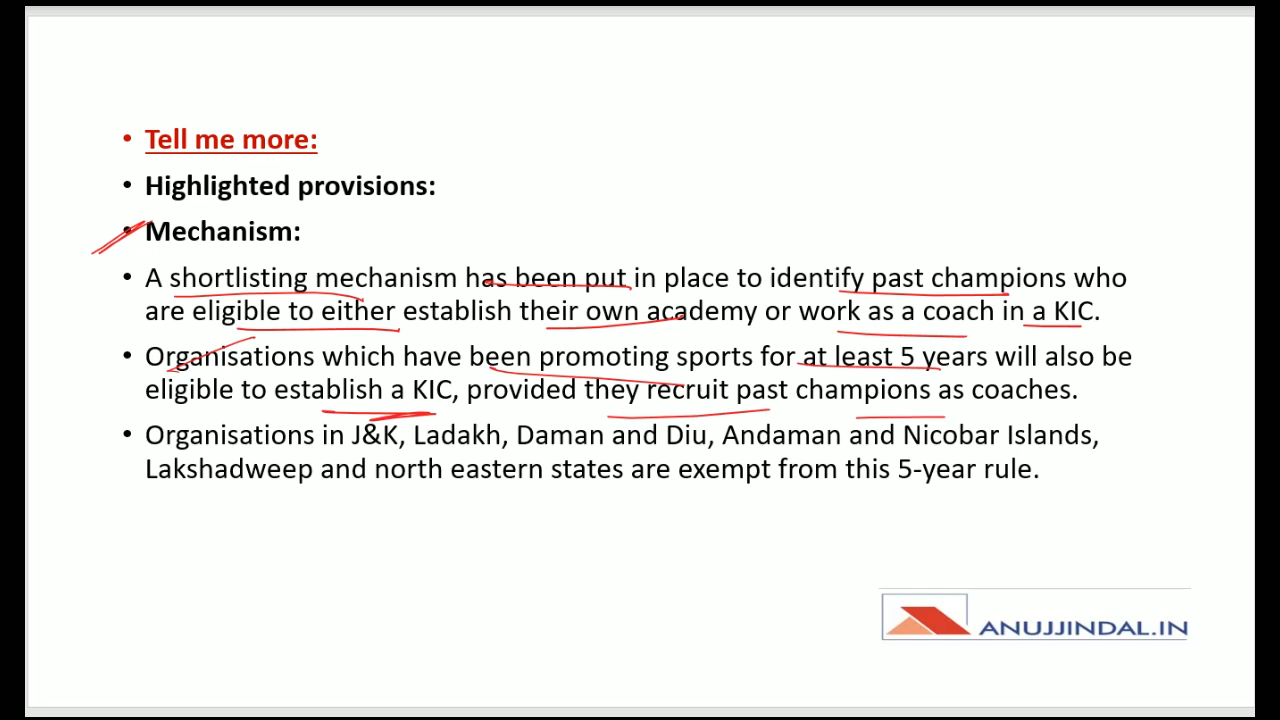 • Tell me more:
• Highlighted provisions:
• Mechanism:
• A shortlisting mechanism has been put in place to identify past champions who
are eligible to either establish their own academy or work as a coach in a KIC.
• Organisations which have been promoting sports for at least 5 years will also be
eligible to establish a KIC, provided they recruit past champions as coaches.
• Organisations in J&K, Ladakh, Daman and Diu, Andaman and Nicobar Islands,
Lakshadweep and north eastern states are exempt from this 5-year rule.
ANUJJINDAL.IN